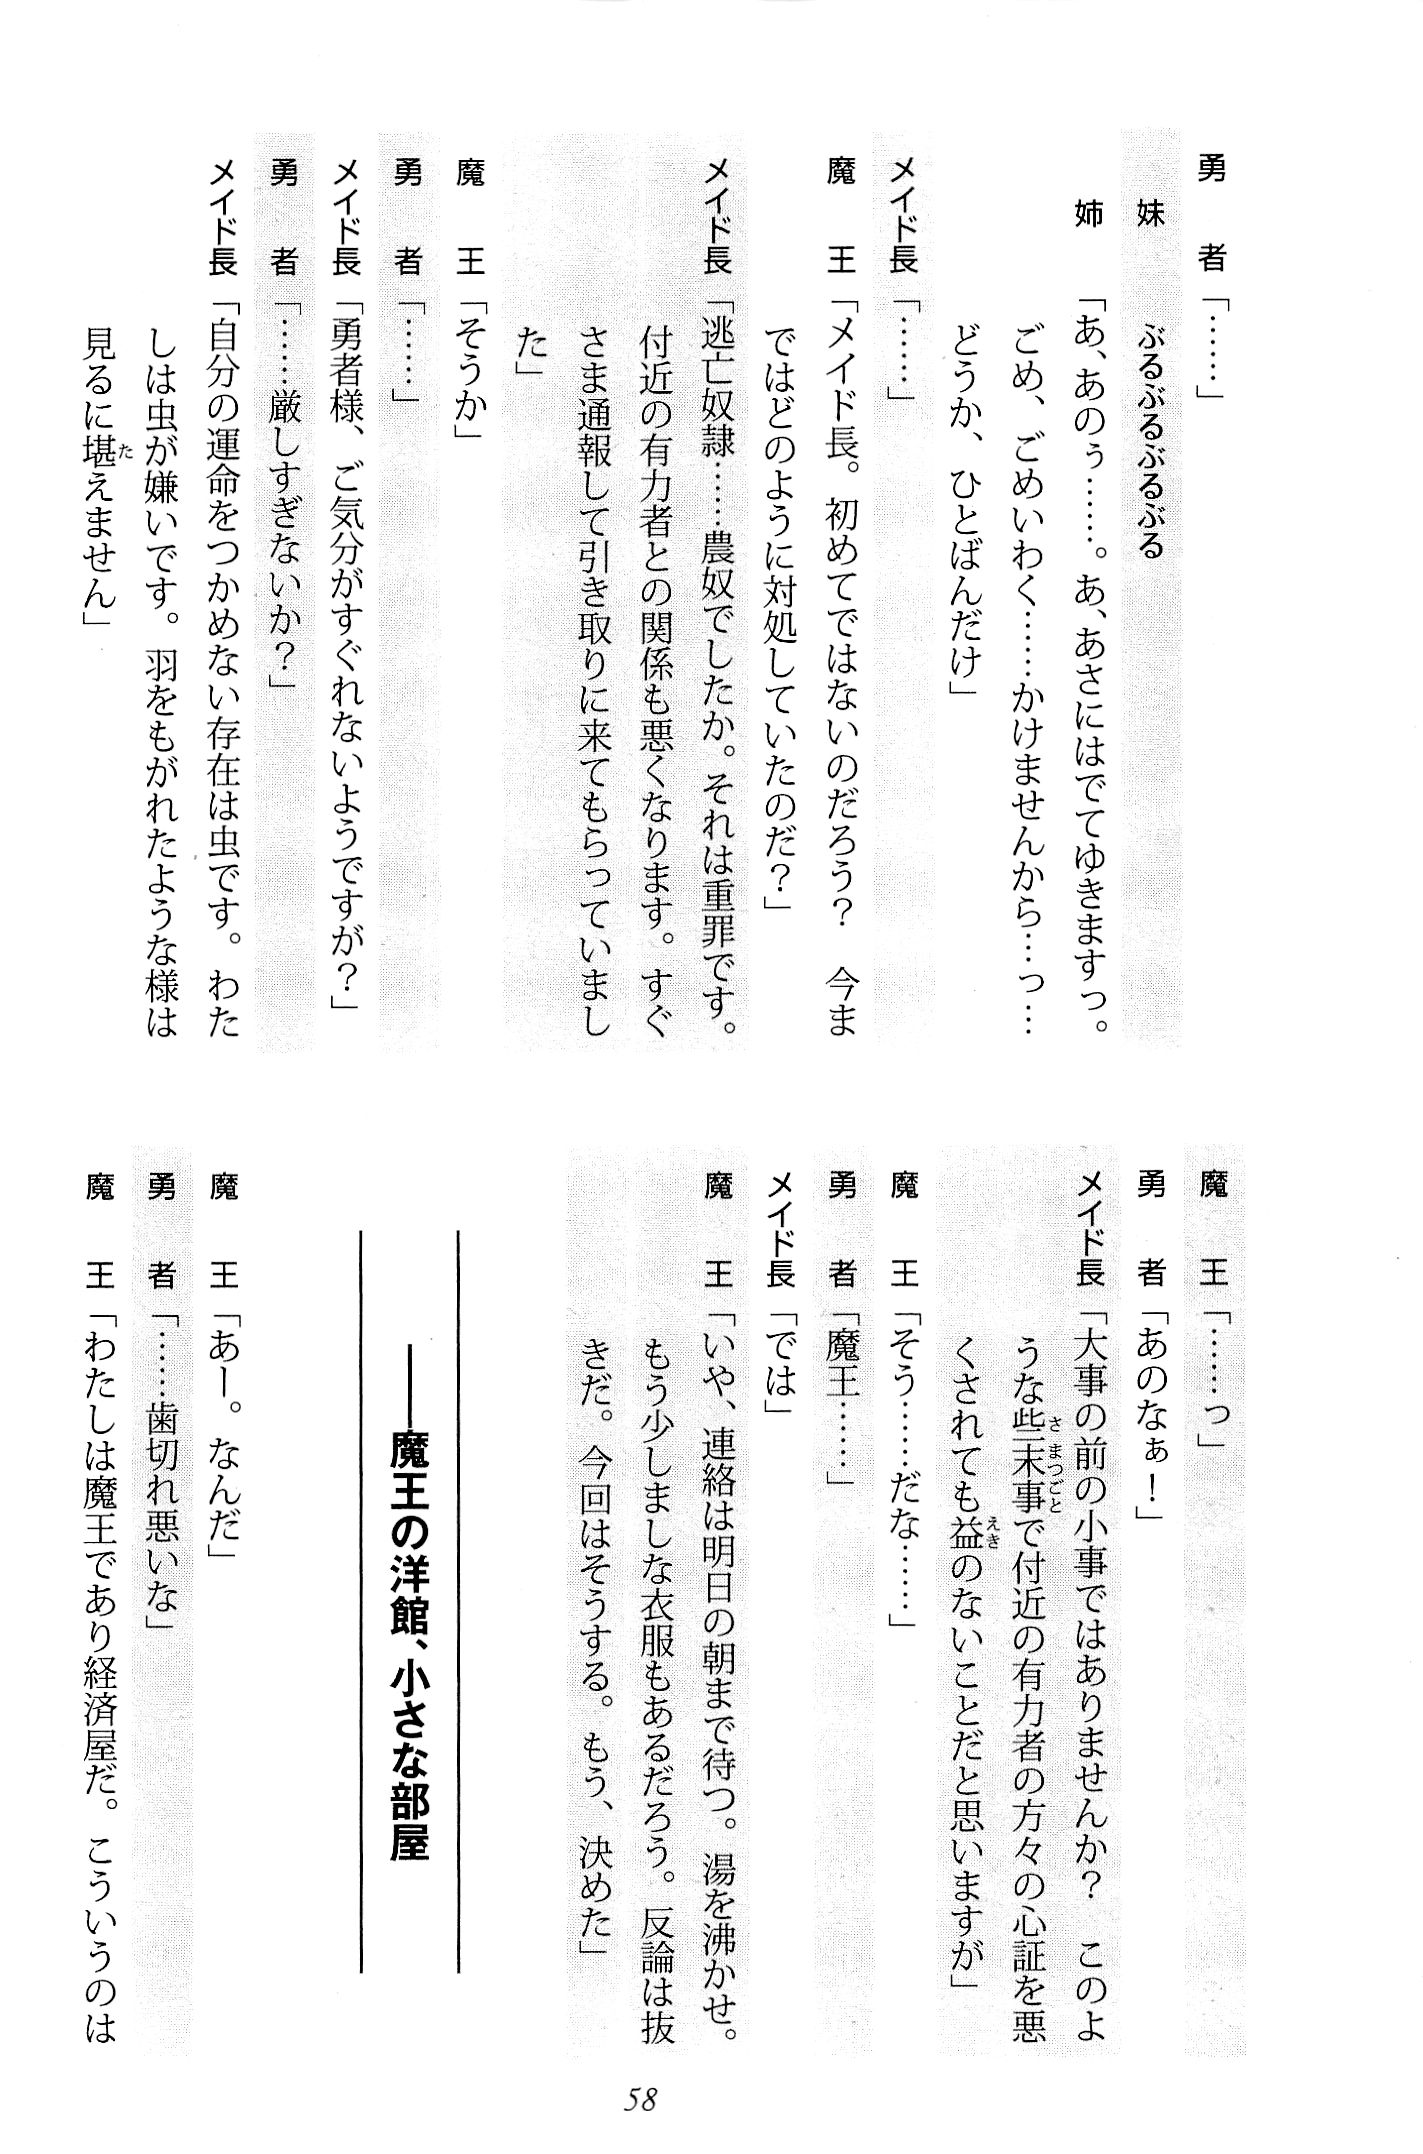 勇者「……」
妹　ぶるぶるぶるぶる
姉「あ、あのぅ……。あ、あさにはでてゆきますっ。
ごめ、ごめいわく……かけませんから…っ…
どうか、ひとばんだけ」
メイド長「……」
魔王「メイド長。初めてではないのだろう？　今ま
ではどのように対処していたのだ？」
メイド長「逃亡奴隷……農奴でしたか。それは重罪です。
付近の有力者との関係も悪くなります。すぐ
さま通報して引き取りに来てもらっていまし
た」
魔王「そうか」
勇者「……」
メイド長「勇者様、ご気分がすぐれないようですが？」
勇者「……厳しすぎないか？」
メイド長「自分の運命をつかめない存在は虫です。わた
しは虫が嫌いです。羽をもがれたような様は
見るに堪えません」
魔王「……っ」
勇者「あのなぁ！」
メイド長「大事の前の小事ではありませんか？　このよ
うな些末事で付近の有力者の方々の心証を悪
くされても益のないことだと思いますが」
魔王「そう……だな……」
勇者「魔王……」
メイド長「では」
魔王「いや、連絡は明日の朝まで待つ。湯を沸かせ。
もう少しましな衣服もあるだろう。反論は抜
きだ。今回はそうする。もう、決めた」
――魔王の洋館、小さな部屋
魔王「あー。なんだ」
勇者「……歯切れ悪いな」
魔王「わたしは魔王であり経済屋だ。こういうのは
58